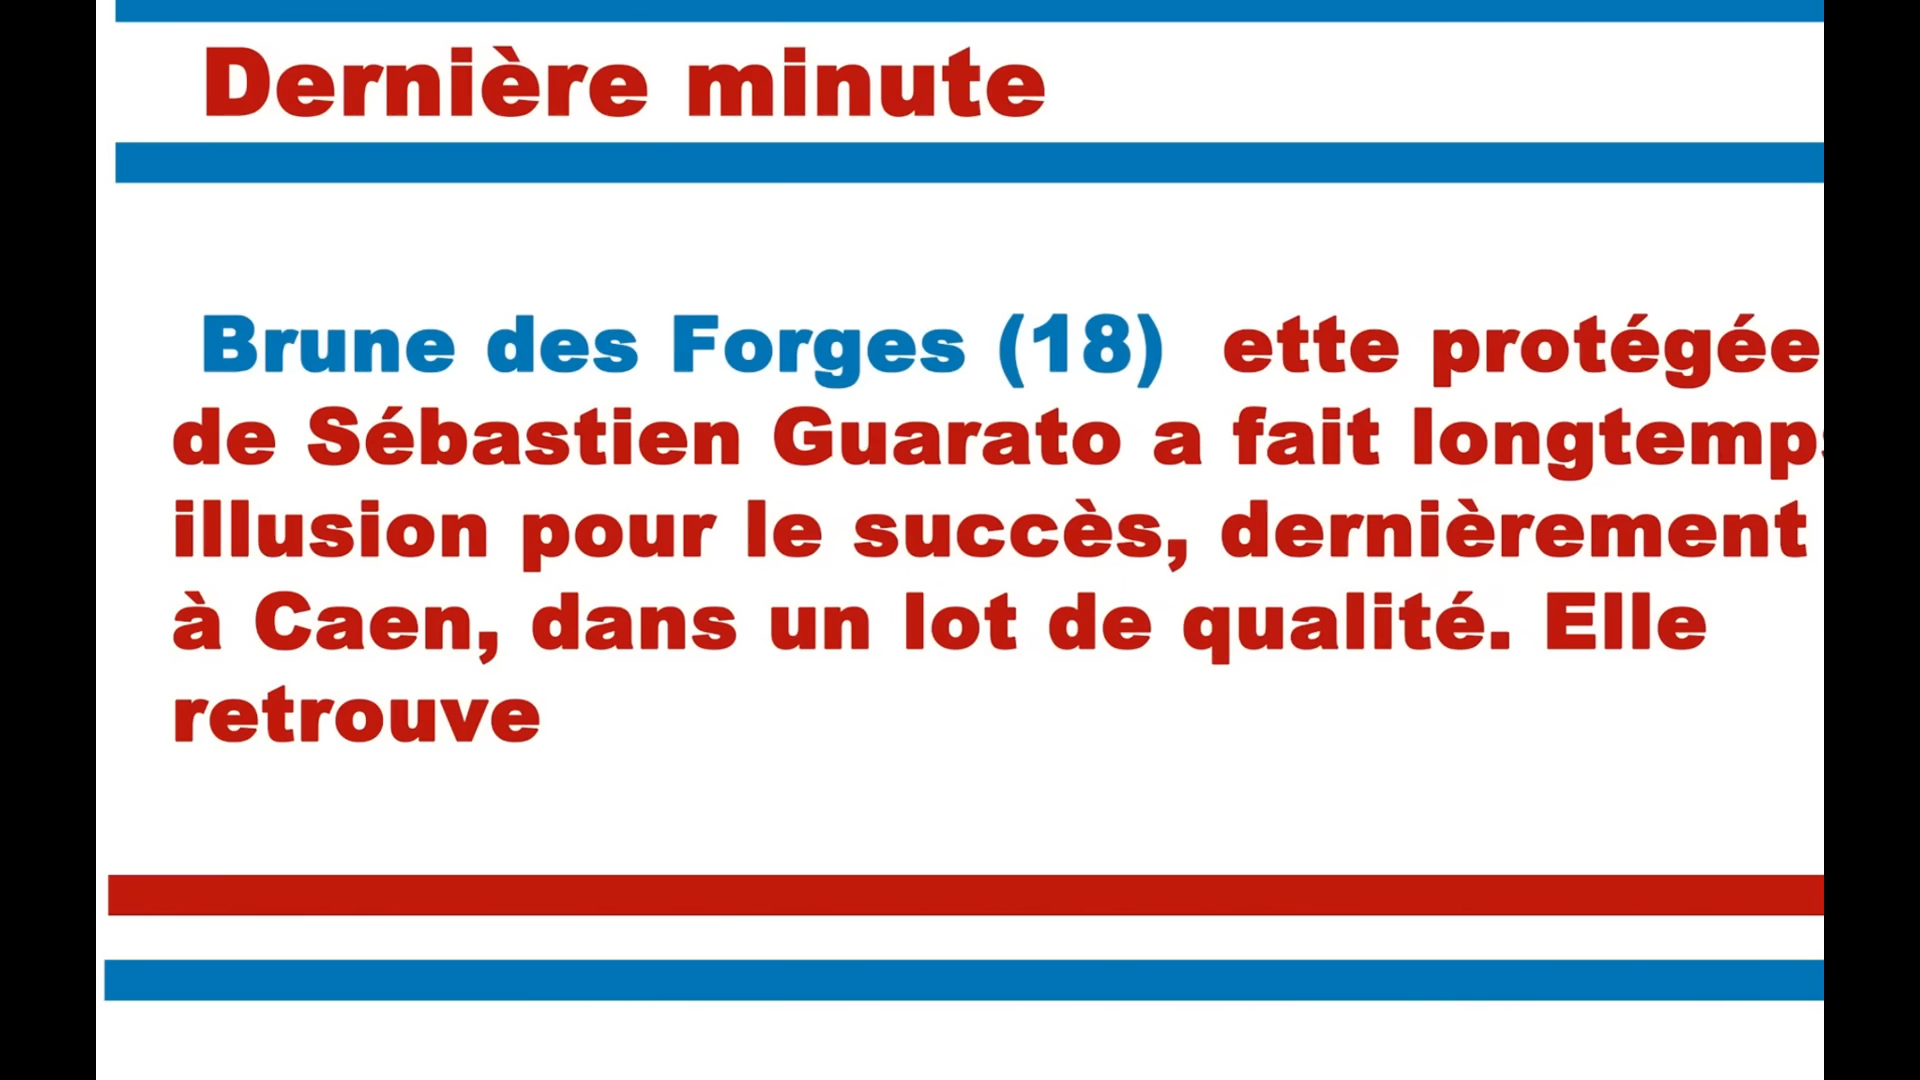 Dernière minute
Brune des Forges (18) ette protégée
de Sébastien Guarato a fait longtemps
illusion pour le succès, dernièrement
à Caen, dans un lot de qualité. Elle
retrouve